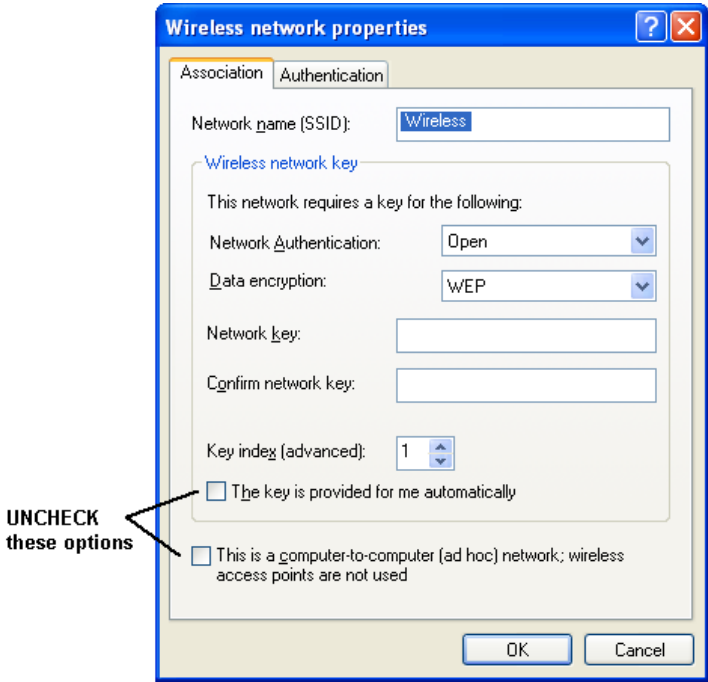 Wireless network properties
Association
Authentication
Network name (SSID):
Wireless
Wireless network key
This network requires a key for the following:
Network Authentication:
Open
Data encryption:
WEP
Network key:
Confirm network key:
Key index (advanced):
1
The key is provided for me automatically
UNCHECK
these options
This is a computer-to-computer (ad hoc) network; wireless
access points are not used
OK
Cancel